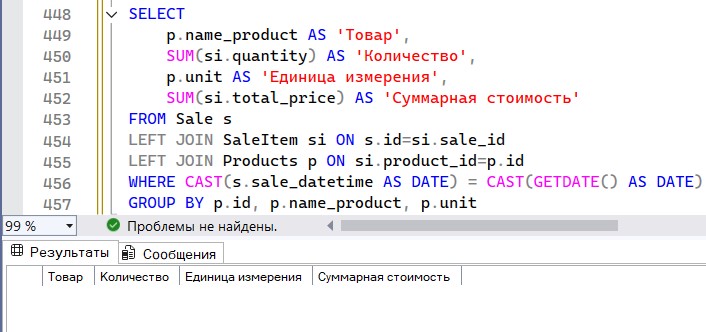 448 SELECT
449 p.name_product AS 'Товар',
450 SUM(si.quantity) AS 'Количество',
451 p.unit AS 'Единица измерения',
452 SUM(si.total_price) AS 'Суммарная стоимость'
453 FROM Sale s
454 LEFT JOIN SaleItem si ON s.id=si.sale_id
455 LEFT JOIN Products p ON si.product_id=p.id
456 WHERE CAST(s.sale_datetime AS DATE) = CAST(GETDATE() AS DATE)
457 GROUP BY p.id, p.name_product, p.unit
99 % Проблемы не найдены.
Результаты Сообщения
Товар Количество Единица измерения Суммарная стоимость